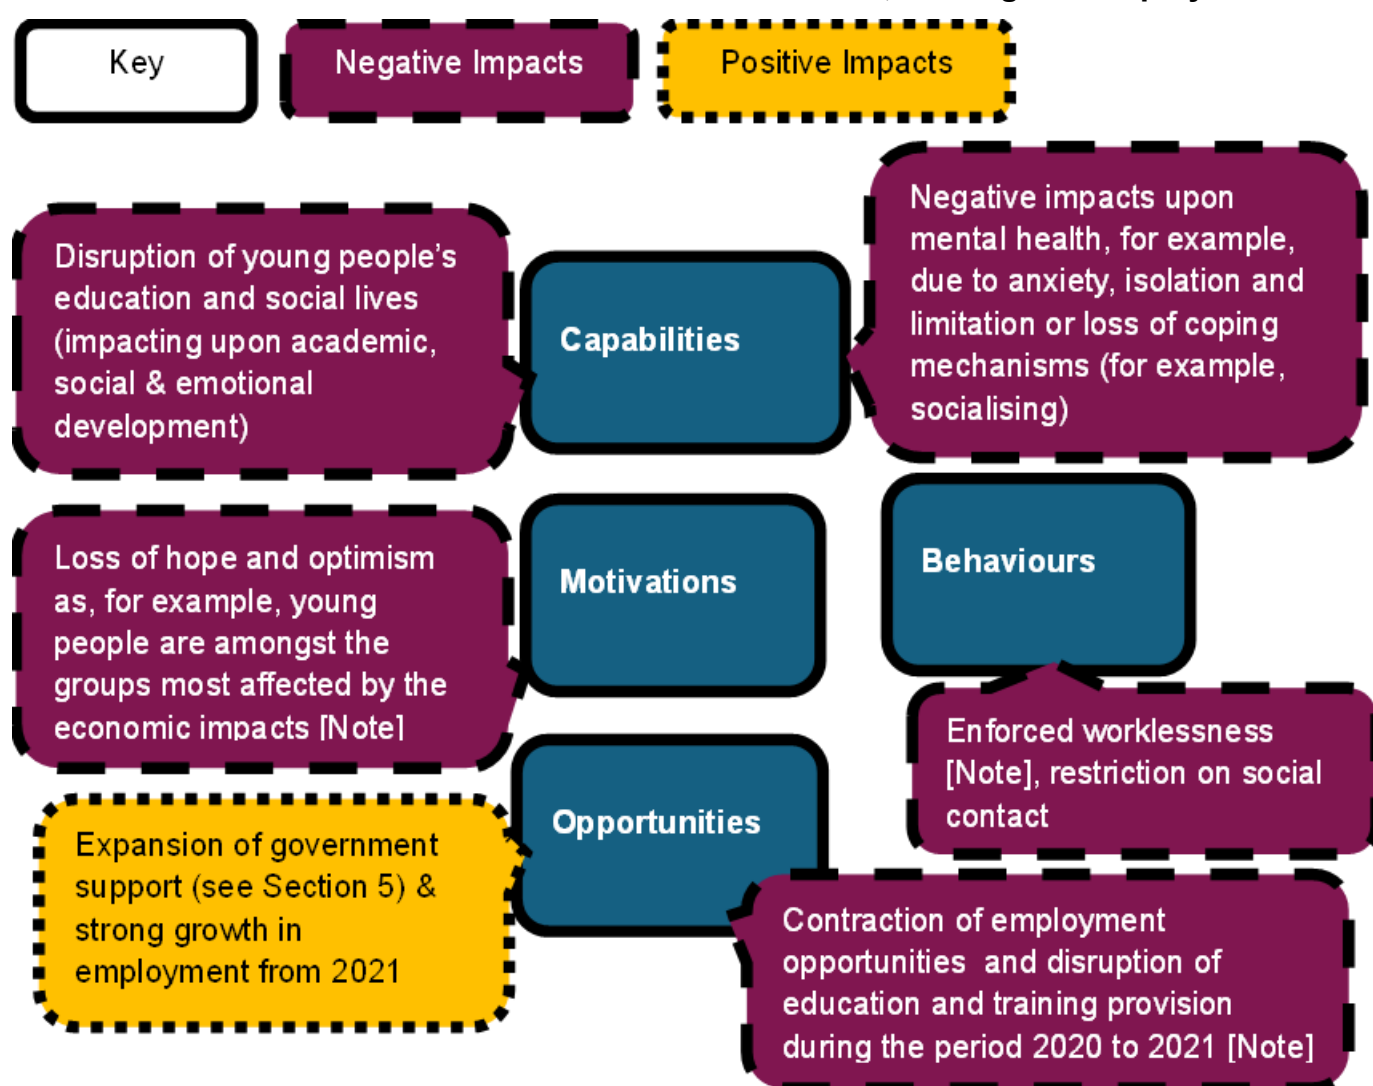 Key
Negative Impacts
Positive Impacts
Disruption of young people's
education and social lives
(impacting upon academic,
social & emotional
development)
Capabilities
Negative impacts upon
mental health, for example,
due to anxiety, isolation and
limitation or loss of coping
mechanisms (for example,
socialising)
Loss of hope and optimism
as, for example, young
people are amongst the
groups most affected by the
economic impacts [Note]
Motivations
Behaviours
Enforced worklessness
[Note], restriction on social
contact
Expansion of government
support (see Section 5) &
strong growth in
employment from 2021
Opportunities
Contraction of employment
opportunities  and disruption of
education and training provision
during the period 2020 to 2021 [Note]